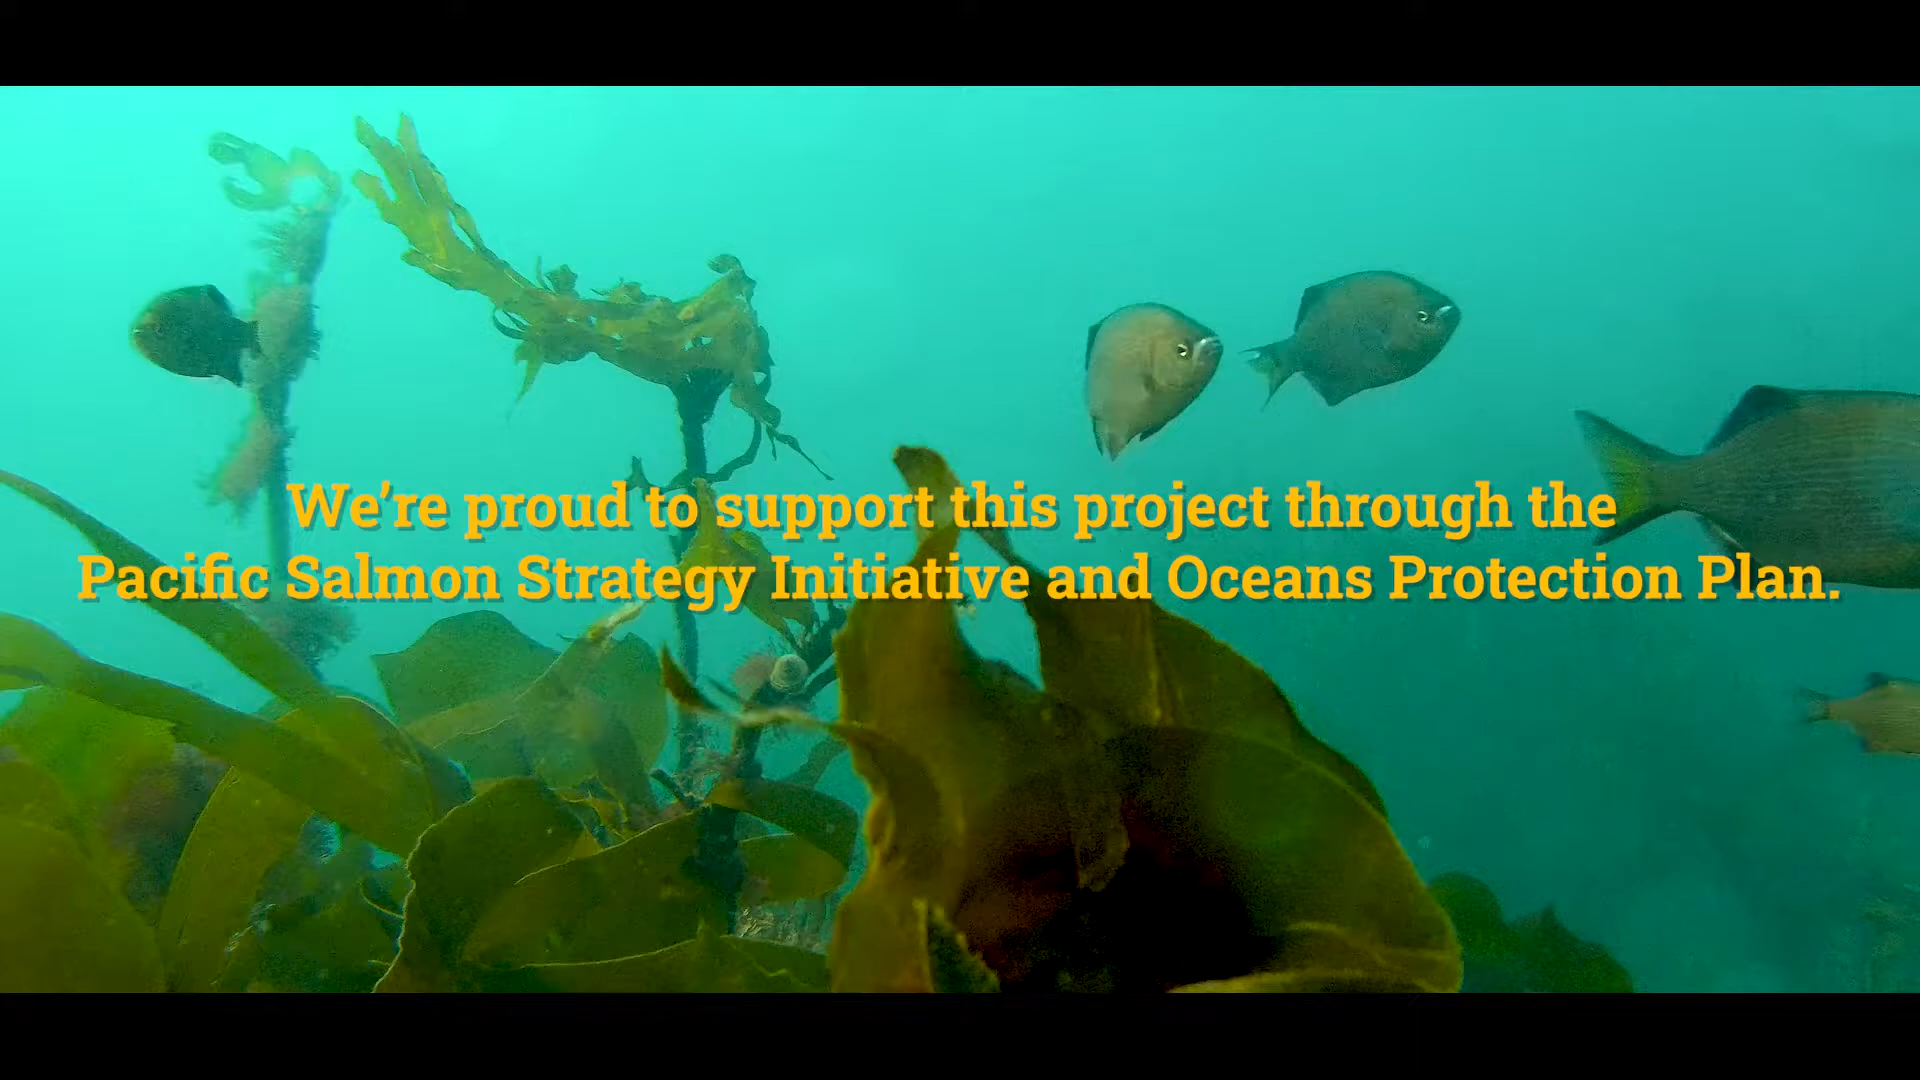 We’re proud to support this project through the
Pacific Salmon Strategy Initiative and Oceans Protection Plan.